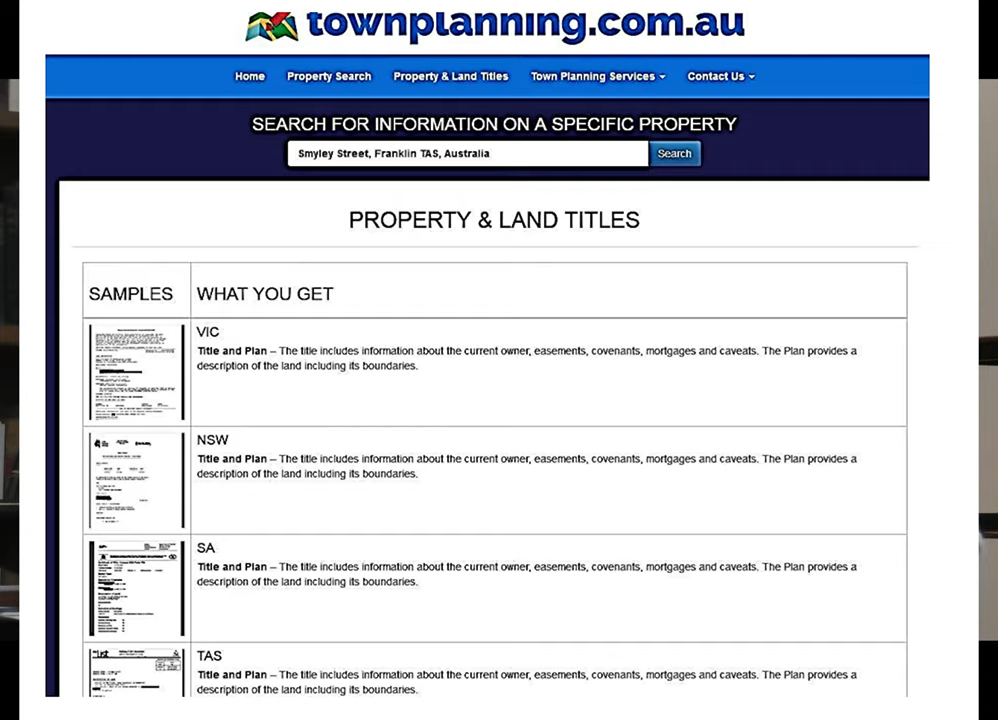 townplanning.com.au
Home Property Search Property & Land Titles Town Planning Services Contact Us
SEARCH FOR INFORMATION ON A SPECIFIC PROPERTY
Smyley Street, Franklin TAS, Australia Search
PROPERTY & LAND TITLES
SAMPLES WHAT YOU GET
VIC
Title and Plan – The title includes information about the current owner, easements, covenants, mortgages and caveats. The Plan provides a
description of the land including its boundaries.
NSW
Title and Plan – The title includes information about the current owner, easements, covenants, mortgages and caveats. The Plan provides a
description of the land including its boundaries.
SA
Title and Plan – The title includes information about the current owner, easements, covenants, mortgages and caveats. The Plan provides a
description of the land including its boundaries.
TAS
Title and Plan – The title includes information about the current owner, easements, covenants, mortgages and caveats. The Plan provides a
description of the land including its boundaries.